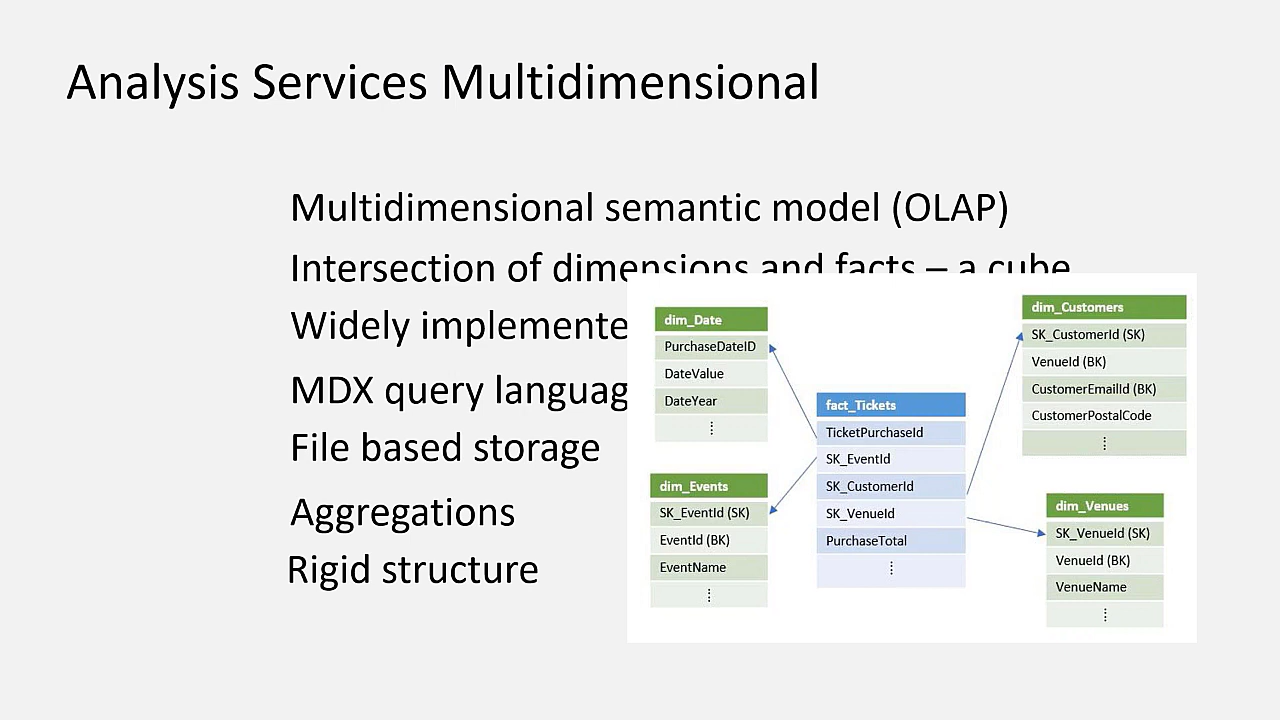 Analysis Services Multidimensional
Multidimensional semantic model (OLAP)
Intersection of dimensions and facts – a cube
Widely implemente
MDX query languag
File based storage
Aggregations
Rigid structure
dim_Date
PurchaseDateID
DateValue
DateYear
dim_Events
SK_EventId (SK)
EventId (BK)
EventName
fact_Tickets
TicketPurchaseId
SK_EventId
SK_CustomerId
SK_VenueId
PurchaseTotal
dim_Customers
SK_CustomerId (SK)
VenueId (BK)
CustomerEmailId (BK)
CustomerPostalCode
dim_Venues
SK_VenueId (SK)
VenueId (BK)
VenueName